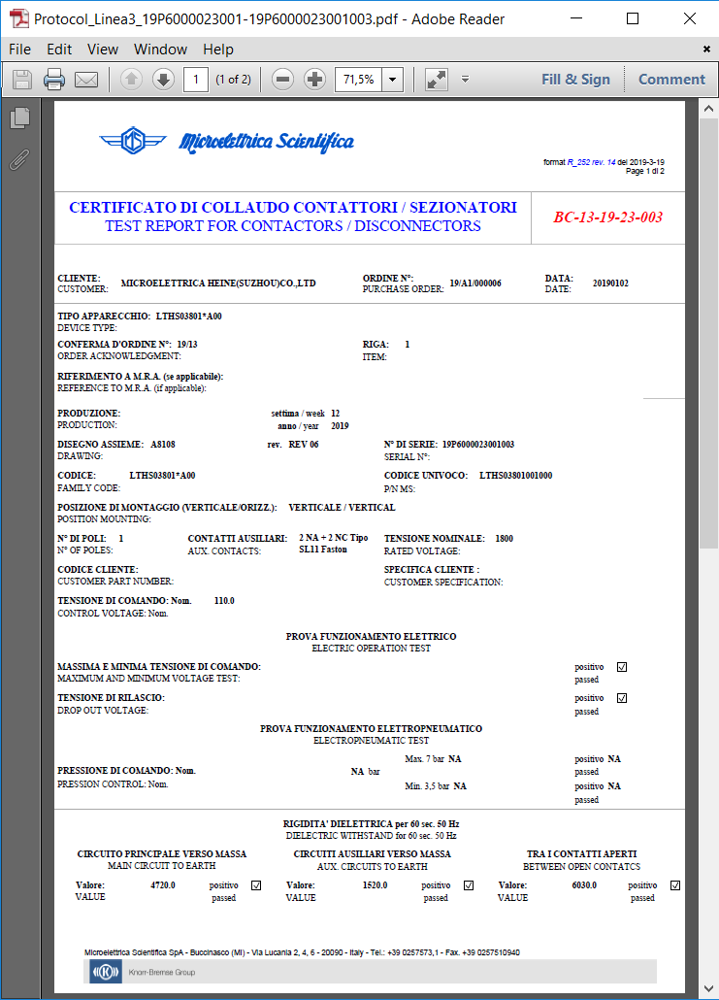 Protocol_Linea3_19P6000023001-19P6000023001003.pdf - Adobe Reader
File Edit View Window Help
1 (1 of 2) 71,5% Fill & Sign Comment
MS Microelettrica Scientifica
format R_252 rev. 14 del 2019-3-19
Page 1 di 2
CERTIFICATO DI COLLAUDO CONTATTORI / SEZIONATORI
TEST REPORT FOR CONTACTORS / DISCONNECTORS
BC-13-19-23-003
CLIENTE: MICROELETTRICA HEINE(SUZHOU)CO.,LTD ORDINE N°: 19/A1/000006 DATA: 20190102
CUSTOMER: PURCHASE ORDER: DATE:
TIPO APPARECCHIO: LTHS03801*A00
DEVICE TYPE:
CONFERMA D'ORDINE N°: 19/13 RIGA: 1
ORDER ACKNOWLEDGMENT: ITEM:
RIFERIMENTO A M.R.A. (se applicabile):
REFERENCE TO M.R.A. (if applicable):
PRODUZIONE: settima / week 12
PRODUCTION: anno / year 2019
DISEGNO ASSIEME: A8108 rev. REV 06 N° DI SERIE: 19P6000023001003
DRAWING: SERIAL N°:
CODICE: LTHS03801*A00 CODICE UNIVOCO: LTHS03801001000
FAMILY CODE: P/N MS:
POSIZIONE DI MONTAGGIO (VERTICALE/ORIZZ.): VERTICALE / VERTICAL
POSITION MOUNTING:
N° DI POLI: 1 CONTATTI AUSILIARI: 2 NA + 2 NC Tipo TENSIONE NOMINALE: 1800
N° OF POLES: AUX. CONTACTS: SL11 Faston RATED VOLTAGE:
CODICE CLIENTE: SPECIFICA CLIENTE :
CUSTOMER PART NUMBER: CUSTOMER SPECIFICATION:
TENSIONE DI COMANDO: Nom. 110.0
CONTROL VOLTAGE: Nom.
PROVA FUNZIONAMENTO ELETTRICO
ELECTRIC OPERATION TEST
MASSIMA E MINIMA TENSIONE DI COMANDO: positivo
MAXIMUM AND MINIMUM VOLTAGE TEST: passed
TENSIONE DI RILASCIO: positivo
DROP OUT VOLTAGE: passed
PROVA FUNZIONAMENTO ELETTROPNEUMATICO
ELECTROPNEUMATIC TEST
Max. 7 bar NA positivo NA
PRESSIONE DI COMANDO: Nom. NA bar passed
PRESSION CONTROL: Nom. Min. 3,5 bar NA positivo NA
passed
RIGIDITA' DIELETTRICA per 60 sec. 50 Hz
DIELECTRIC WITHSTAND for 60 sec. 50 Hz
CIRCUITO PRINCIPALE VERSO MASSA CIRCUITI AUSILIARI VERSO MASSA TRA I CONTATTI APERTI
MAIN CIRCUIT TO EARTH AUX. CIRCUITS TO EARTH BETWEEN OPEN CONTATCS
Valore: 4720.0 positivo Valore: 1520.0 positivo Valore: 6030.0 positivo
VALUE passed VALUE passed VALUE passed
Microelettrica Scientifica SpA - Buccinasco (MI) - Via Lucania 2, 4, 6 - 20090 - Italy - Tel.: +39 0257573,1 - Fax. +39 0257510940
K Knorr-Bremse Group